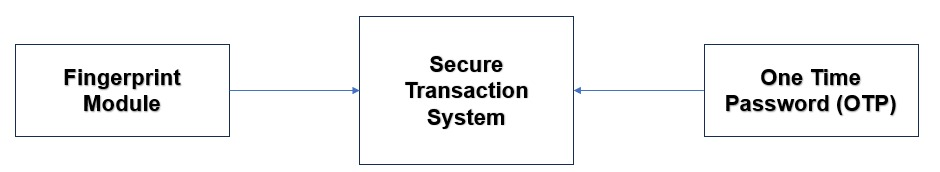 Fingerprint
Module
Secure
Transaction
System
One Time
Password (OTP)